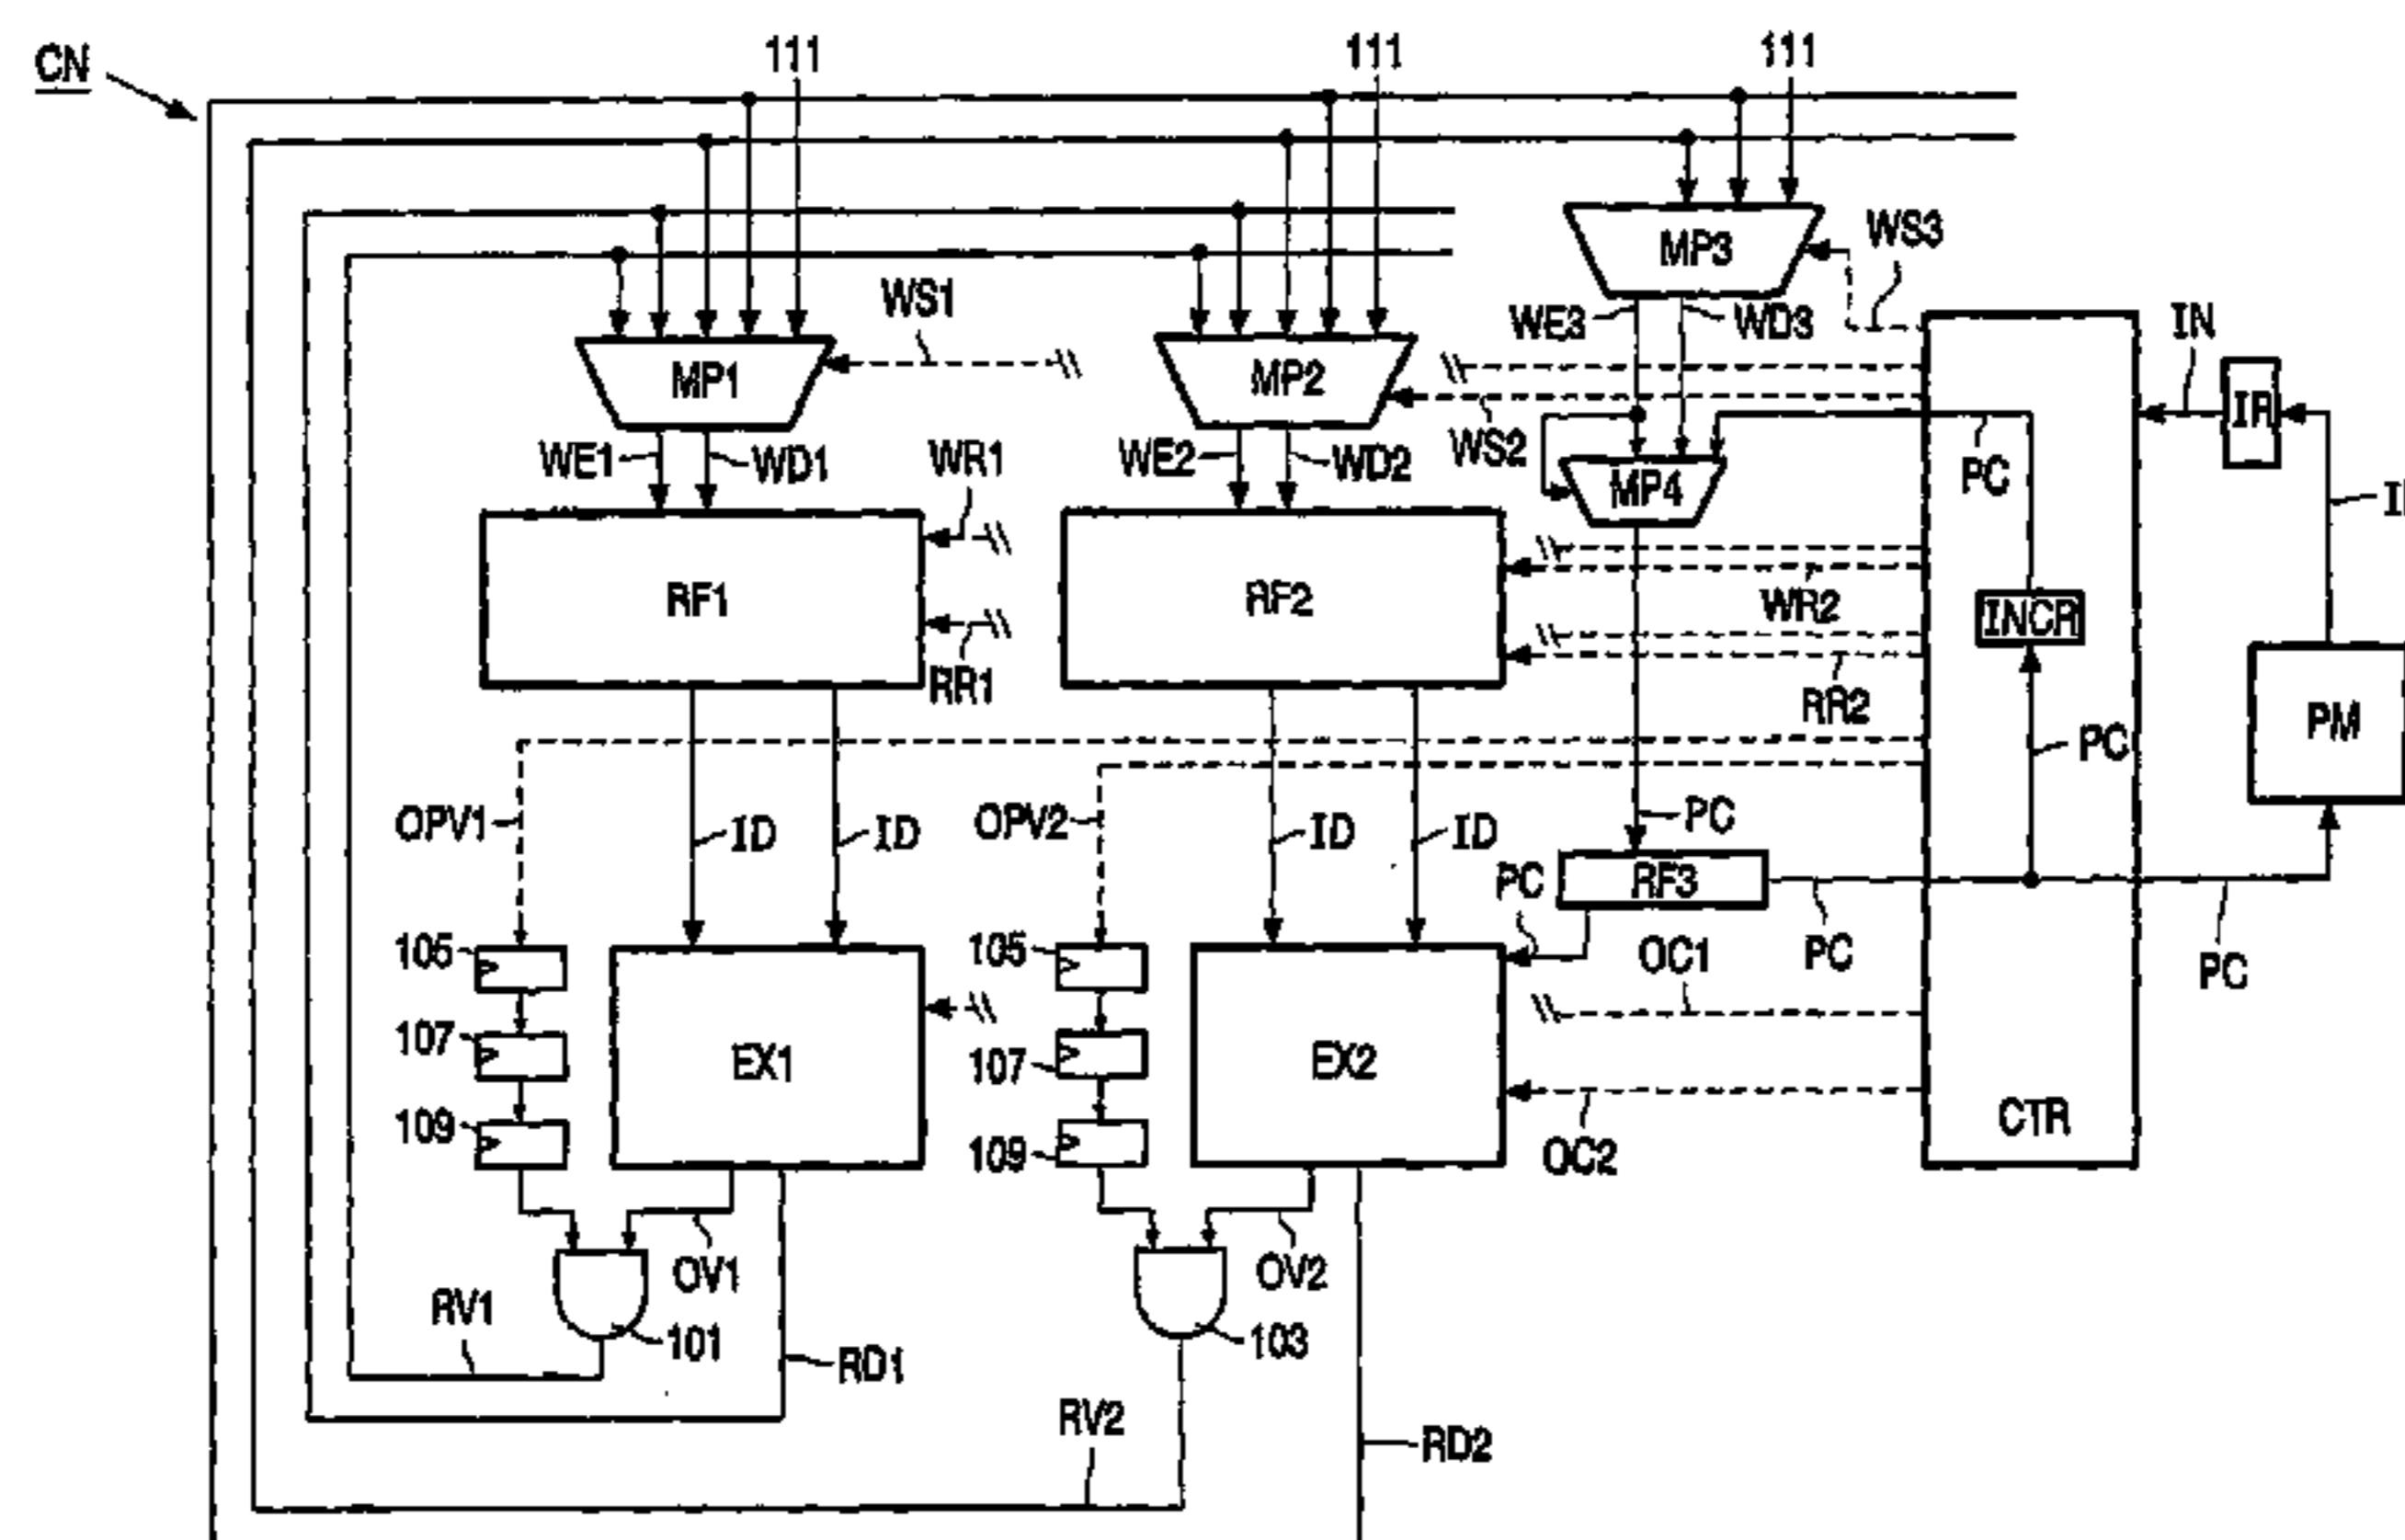 CN
111
111
111
MP3
WS3
WS1
WE3
WD3
IN
MP1
MP2
WS2
PC
IR
WE1
WD1
WR1
WE2
WD2
MP4
RF1
RF2
WR2
INCR
RR1
RR2
PM
PC
OPV1
ID
ID
OPV2
ID
ID
PC
PC
RF3
105
105
OC1
PC
PC
107
EX1
107
EX2
109
109
OC2
CTR
OV1
OV2
RV1
101
RD1
103
RV2
RD2